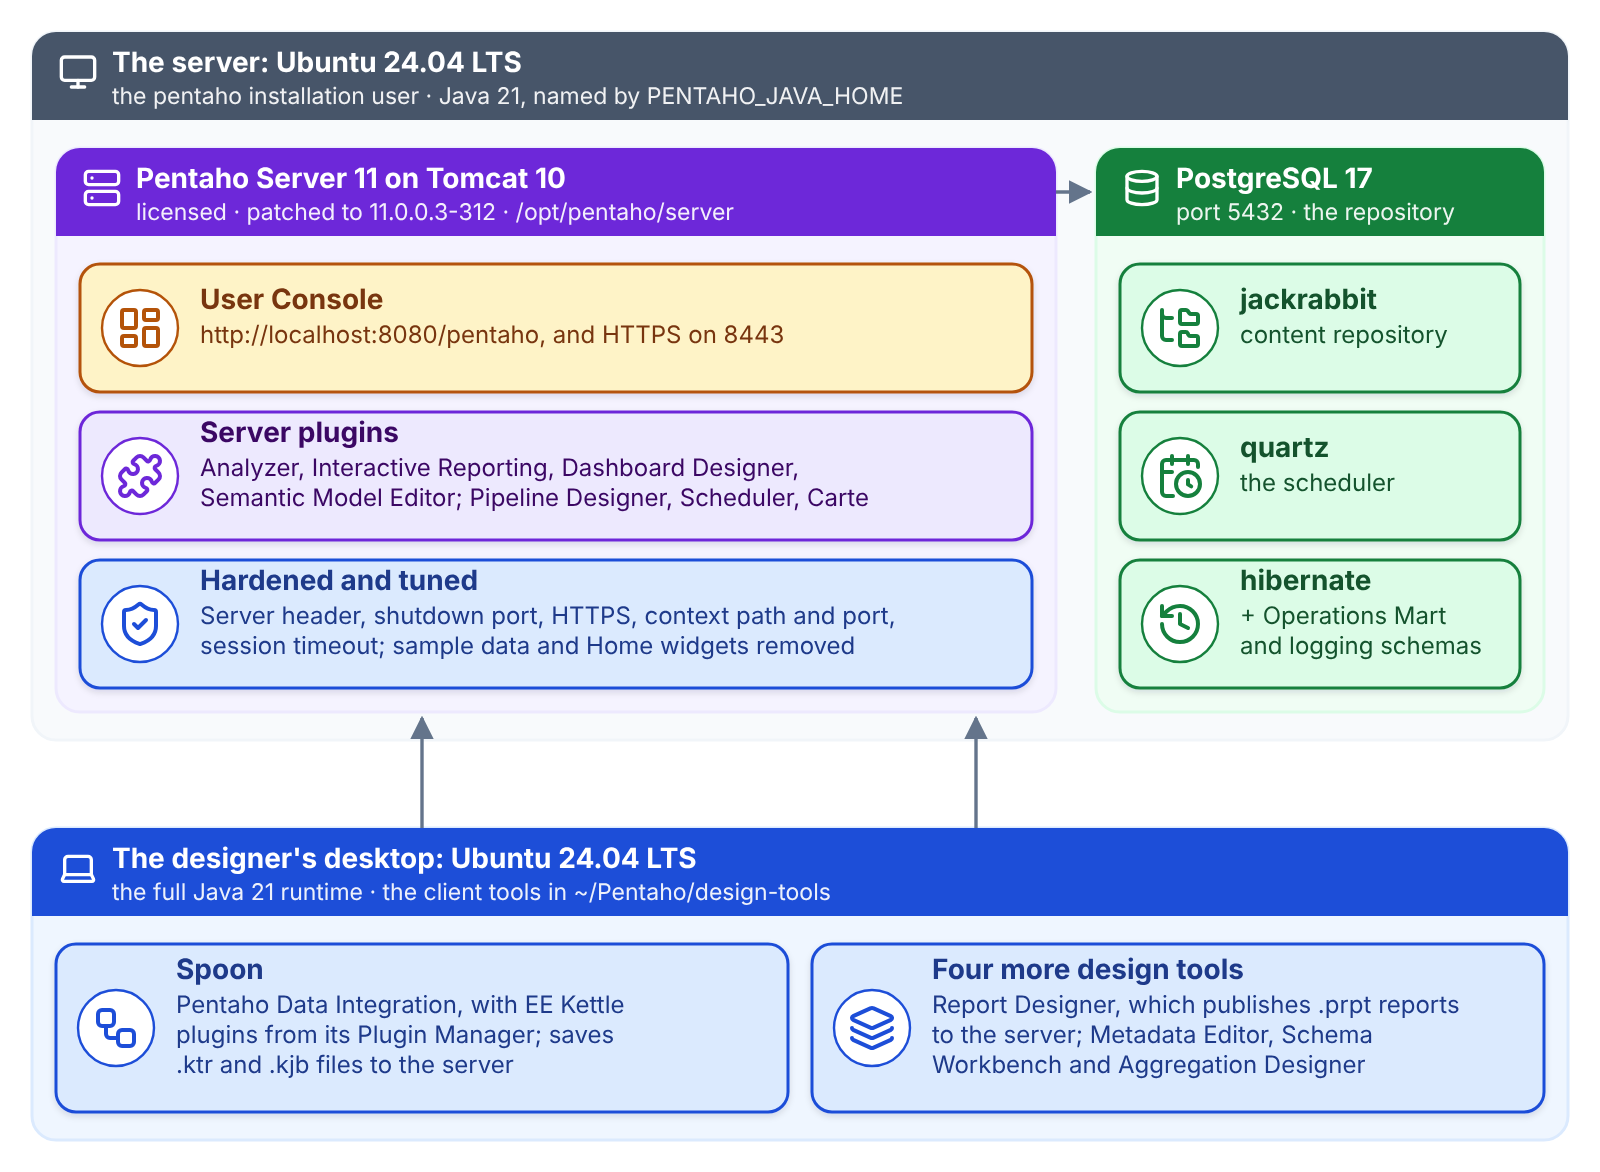 The server: Ubuntu 24.04 LTS
the pentaho installation user · Java 21, named by PENTAHO_JAVA_HOME
Pentaho Server 11 on Tomcat 10
licensed · patched to 11.0.0.3-312 · /opt/pentaho/server
User Console
http://localhost:8080/pentaho, and HTTPS on 8443
Server plugins
Analyzer, Interactive Reporting, Dashboard Designer,
Semantic Model Editor; Pipeline Designer, Scheduler, Carte
Hardened and tuned
Server header, shutdown port, HTTPS, context path and port,
session timeout; sample data and Home widgets removed
PostgreSQL 17
port 5432 · the repository
jackrabbit
content repository
quartz
the scheduler
hibernate
+ Operations Mart
and logging schemas
The designer's desktop: Ubuntu 24.04 LTS
the full Java 21 runtime · the client tools in ~/Pentaho/design-tools
Spoon
Pentaho Data Integration, with EE Kettle
plugins from its Plugin Manager; saves
.ktr and .kjb files to the server
Four more design tools
Report Designer, which publishes .prpt reports
to the server; Metadata Editor, Schema
Workbench and Aggregation Designer